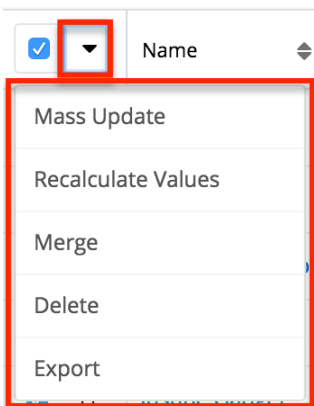 Name
Mass Update
Recalculate Values
Merge
Delete
Export